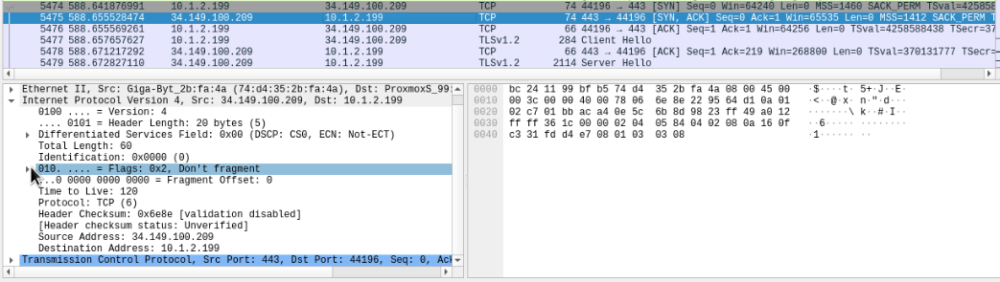 5474 588.641876991 10.1.2.199 34.149.100.209 TCP 74 44196 → 443 [SYN] Seq=0 Win=64240 Len=0 MSS=1460 SACK_PERM TSval=425858
5475 588.655528474 34.149.100.209 10.1.2.199 TCP 74 443 → 44196 [SYN, ACK] Seq=0 Ack=1 Win=65535 Len=0 MSS=1412 SACK_PERM T
5476 588.655569261 10.1.2.199 34.149.100.209 TCP 66 44196 → 443 [ACK] Seq=1 Ack=1 Win=64256 Len=0 TSval=4258588438 TSecr=37
5477 588.657657627 10.1.2.199 34.149.100.209 TLSv1.2 284 Client Hello
5478 588.671217292 34.149.100.209 10.1.2.199 TCP 66 443 → 44196 [ACK] Seq=1 Ack=219 Win=268800 Len=0 TSval=370131777 TSecr=
5479 588.672827110 34.149.100.209 10.1.2.199 TLSv1.2 2114 Server Hello
Ethernet II, Src: Giga-Byt_2b:fa:4a (74:d4:35:2b:fa:4a), Dst: ProxmoxS_99:
Internet Protocol Version 4, Src: 34.149.100.209, Dst: 10.1.2.199
0100 .... = Version: 4
.... 0101 = Header Length: 20 bytes (5)
Differentiated Services Field: 0x00 (DSCP: CS0, ECN: Not-ECT)
Total Length: 60
Identification: 0x0000 (0)
010. .... = Flags: 0x2, Don't fragment
...0 0000 0000 0000 = Fragment Offset: 0
Time to Live: 120
Protocol: TCP (6)
Header Checksum: 0x6e8e [validation disabled]
[Header checksum status: Unverified]
Source Address: 34.149.100.209
Destination Address: 10.1.2.199
Transmission Control Protocol, Src Port: 443, Dst Port: 44196, Seq: 0, Ack
0000 bc 24 11 99 bf b5 74 d4 35 2b fa 4a 08 00 45 00 ·$····t· 5+·J··E·
0010 00 3c 00 00 40 00 78 06 6e 8e 22 95 64 d1 0a 01 ·<··@·x· n·"·d···
0020 02 c7 01 bb ac a4 0e 5c 6b 8d 98 23 ff 49 a0 12 ·······\ k··#·I··
0030 ff ff 36 1c 00 00 02 04 05 84 04 02 08 0a 16 0f ··6····· ········
0040 c3 31 fd d4 e7 08 01 03 03 08 ·1······ ··